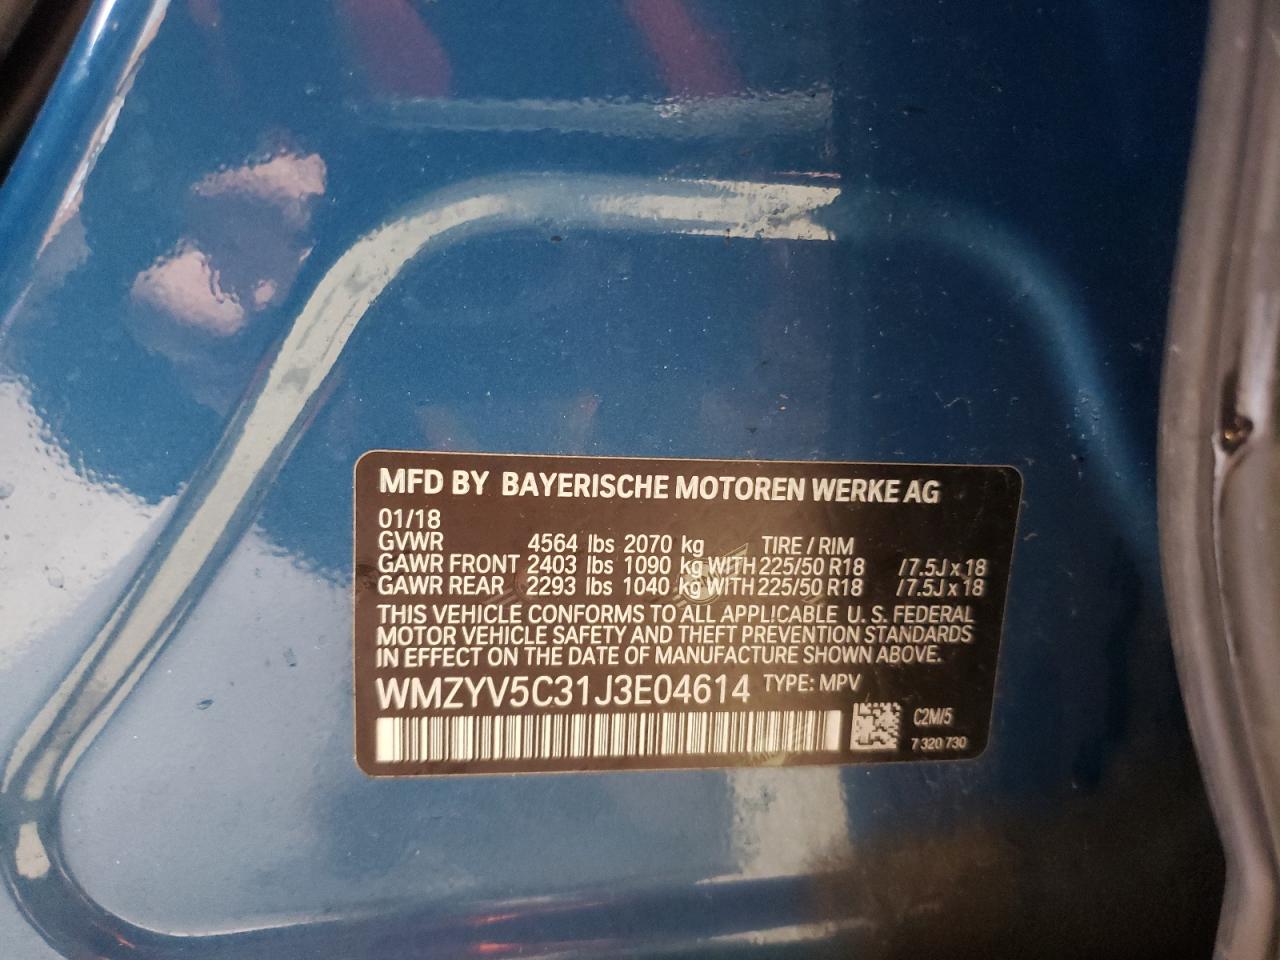 MFD BY BAYERISCHE MOTOREN WERKE AG
01/18
GVWR 4564 lbs 2070 kg TIRE / RIM
GAWR FRONT 2403 lbs 1090 kg WITH 225/50 R18 /7.5J x 18
GAWR REAR 2293 lbs 1040 kg WITH 225/50 R18 /7.5J x 18
THIS VEHICLE CONFORMS TO ALL APPLICABLE U.S. FEDERAL
MOTOR VEHICLE SAFETY AND THEFT PREVENTION STANDARDS
IN EFFECT ON THE DATE OF MANUFACTURE SHOWN ABOVE.
WMZYV5C31J3E04614 TYPE: MPV
C2M/5
7 320 730